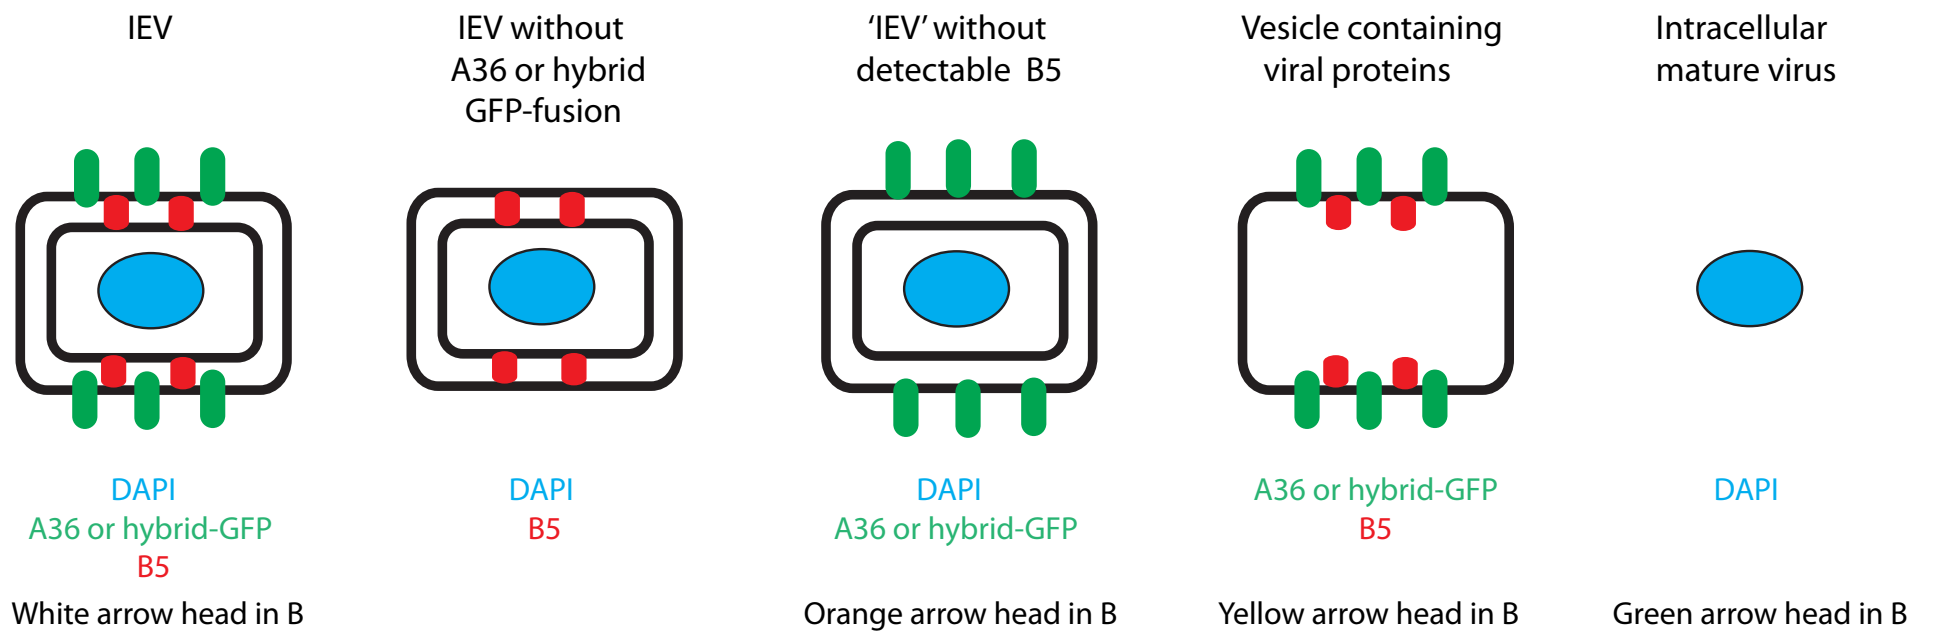 IEV
IEV without
A36 or hybrid
GFP-fusion
‘IEV’ without
detectable B5
Vesicle containing
viral proteins
Intracellular
mature virus
DAPI
A36 or hybrid-GFP
B5
White arrow head in B
DAPI
B5
DAPI
A36 or hybrid-GFP
Orange arrow head in B
A36 or hybrid-GFP
B5
Yellow arrow head in B
DAPI
Green arrow head in B